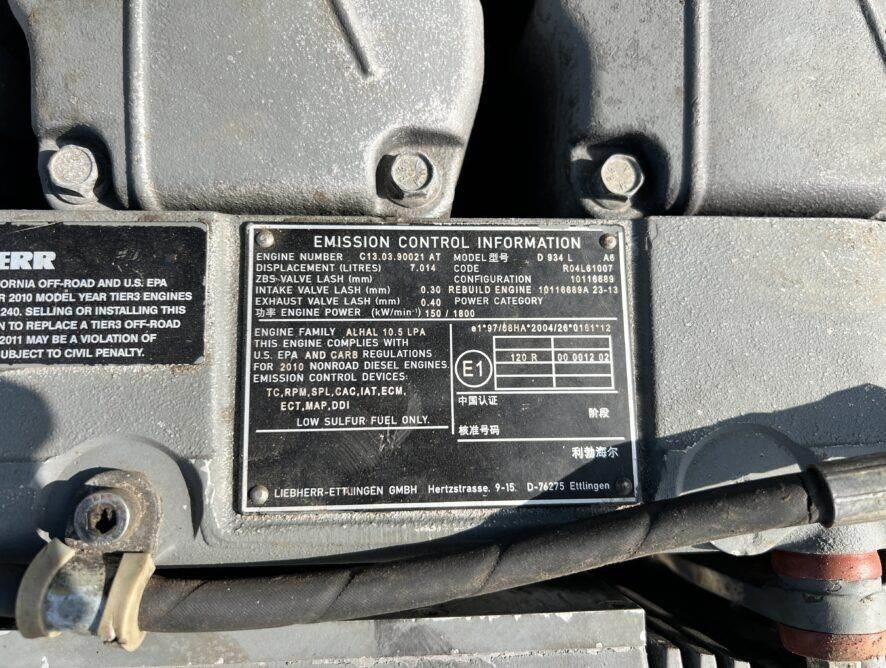 ERR
FORNIA OFF-ROAD AND U.S. EPA
R 2010 MODEL YEAR TIER3 ENGINES
240. SELLING OR INSTALLING THIS
N TO REPLACE A TIER3 OFF-ROAD
2011 MAY BE A VIOLATION OF
SUBJECT TO CIVIL PENALTY.
EMISSION CONTROL INFORMATION
ENGINE NUMBER C13.03.90021 AT MODEL型号 D 934 L A6
DISPLACEMENT (LITRES) 7.014 CODE R04L61007
ZBS-VALVE LASH (mm) CONFIGURATION 10116689
INTAKE VALVE LASH (mm) 0.30 REBUILD ENGINE 10116689A 23-13
EXHAUST VALVE LASH (mm) 0.40 POWER CATEGORY
功率 ENGINE POWER (kW/min⁻¹) 150 / 1800
ENGINE FAMILY ALHAL 10.5 LPA
THIS ENGINE COMPLIES WITH
U.S. EPA AND CARB REGULATIONS
FOR 2010 NONROAD DIESEL ENGINES.
EMISSION CONTROL DEVICES:
TC,RPM,SPL,CAC,IAT,ECM,
ECT,MAP,DDI
LOW SULFUR FUEL ONLY.
e1*97/68HA*2004/26*0161*12
E1
120 R 00 0012 02
中国认证
阶段
核准号码
利勃海尔
LIEBHERR-ETTLINGEN GMBH Hertzstrasse. 9-15. D-76275 Ettlingen